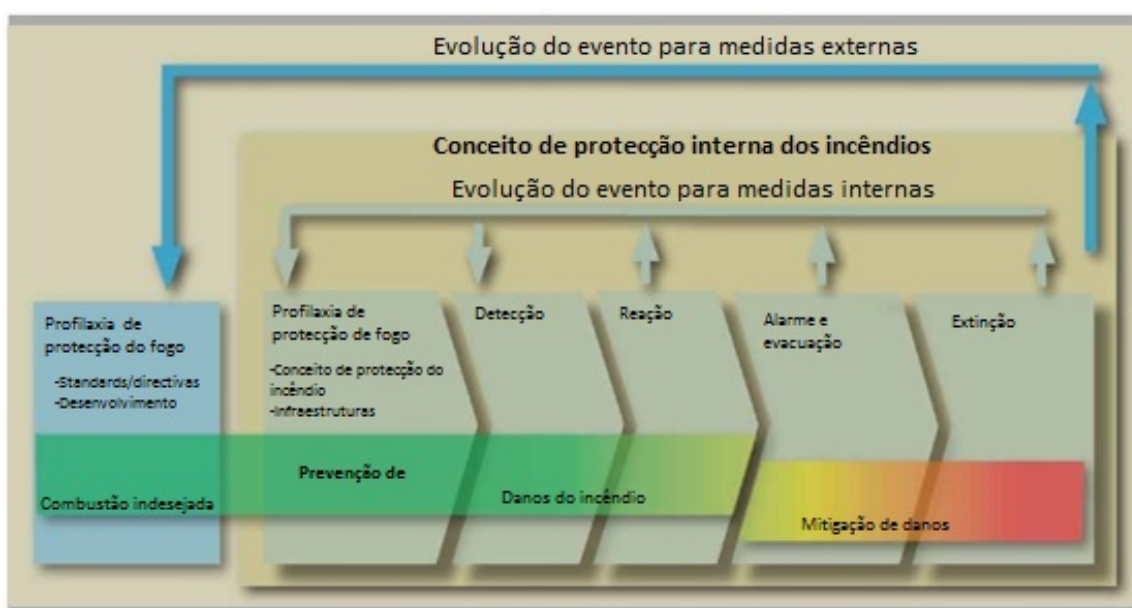 Evolução do evento para medidas externas
Conceito de protecção interna dos incêndios
Evolução do evento para medidas internas
Profilaxia de
protecção do fogo
-Standards/directivas
-Desenvolvimento
Profilaxia de
protecção de fogo
-Conceito de protecção do
incêndio
-Infraestruturas
Detecção
Reação
Alarme e
evacuação
Extinção
Combustão indesejada
Prevenção de
Danos do incêndio
Mitigação de danos